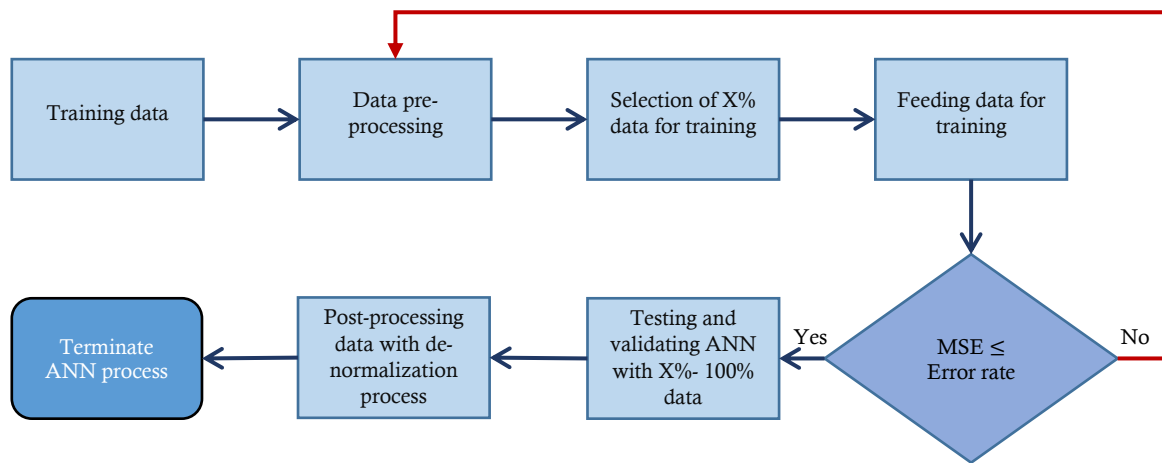 Training data
Data pre-
processing
Selection of X%
data for training
Feeding data for
training
MSE ≤
Error rate
No
Yes
Testing and
validating ANN
with X%- 100%
data
Post-processing
data with de-
normalization
process
Terminate
ANN process